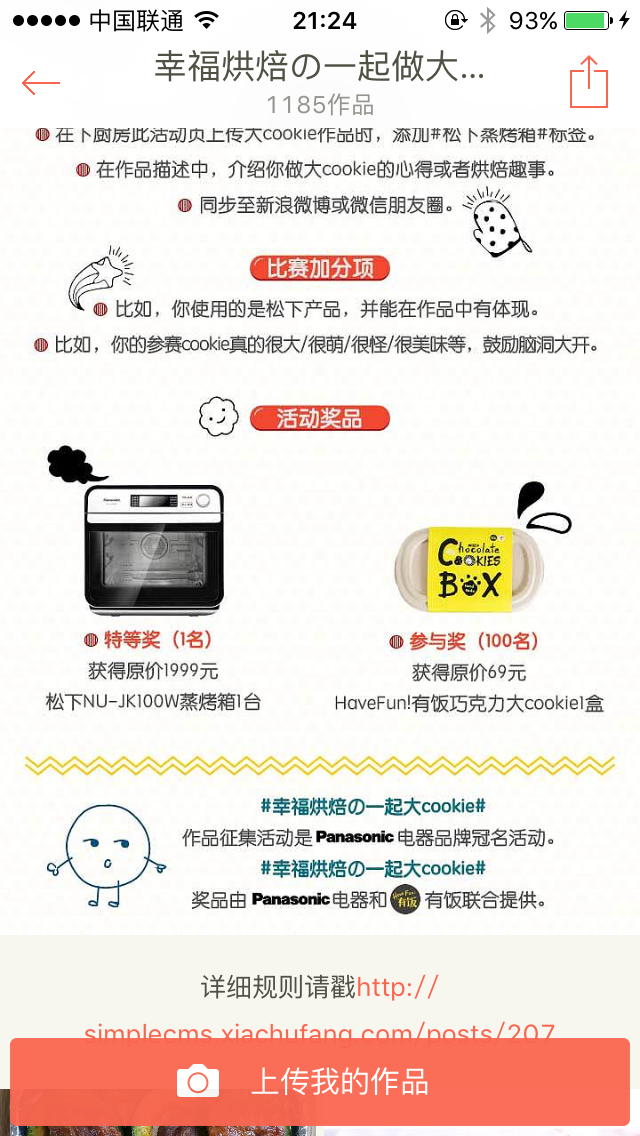 中国联通
21:24
93%
幸福烘焙の一起做大...
1185作品
在下厨房此活动页上传大cookie作品时，添加#松下蒸烤箱#标签。
在作品描述中，介绍你做大cookie的心得或者烘焙趣事。
同步至新浪微博或微信朋友圈。
比赛加分项
比如，你使用的是松下产品，并能在作品中有体现。
比如，你的参赛cookie真的很大/很萌/很怪/很美味等，鼓励脑洞大开。
活动奖品
Panasonic
Chocolate
COOKIES
BOX
特等奖（1名）
参与奖（100名）
获得原价1999元
获得原价69元
松下NU-JK100W蒸烤箱1台
HaveFun!有饭巧克力大cookie1盒
#幸福烘焙の一起大cookie#
作品征集活动是Panasonic电器品牌冠名活动。
#幸福烘焙の一起大cookie#
奖品由Panasonic电器和Have Fun!有饭 有饭联合提供。
详细规则请戳http://
simplecms.xiachufang.com/posts/207
上传我的作品